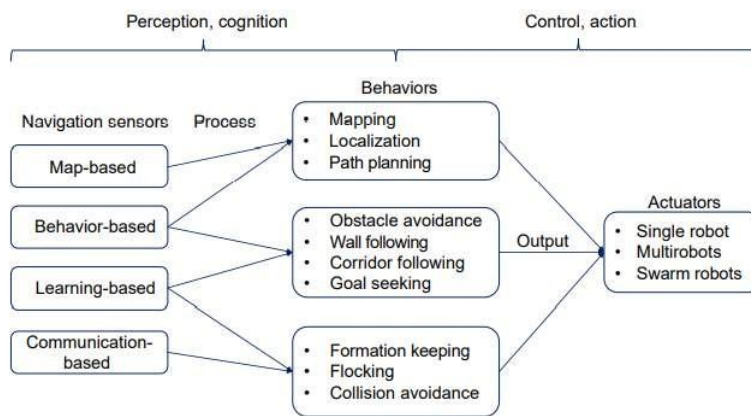 Perception, cognition
Control, action
Behaviors
Navigation sensors
Process
Map-based
Behavior-based
Learning-based
Communication-
based
• Mapping
• Localization
• Path planning
• Obstacle avoidance
• Wall following
• Corridor following
• Goal seeking
• Formation keeping
• Flocking
• Collision avoidance
Output
Actuators
• Single robot
• Multirobots
• Swarm robots